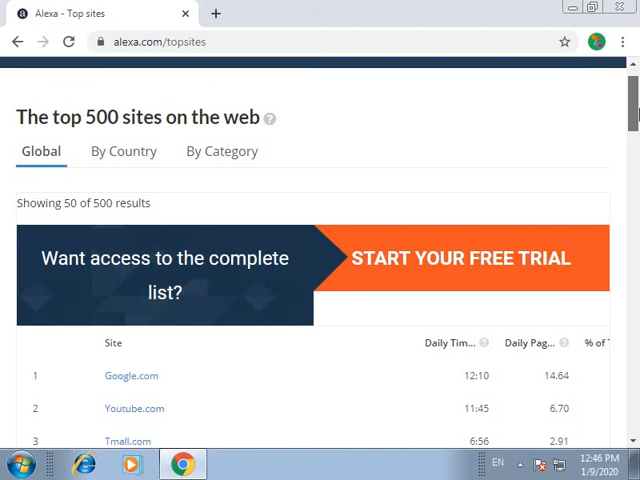 Alexa - Top sites
alexa.com/topsites
The top 500 sites on the web ?
Global By Country By Category
Showing 50 of 500 results
Want access to the complete
list?
START YOUR FREE TRIAL
Site Daily Tim... ? Daily Pag... ? % of T
1 Google.com 12:10 14.64
2 Youtube.com 11:45 6.70
3 Tmall.com 6:56 2.91
EN 12:46 PM
1/9/2020